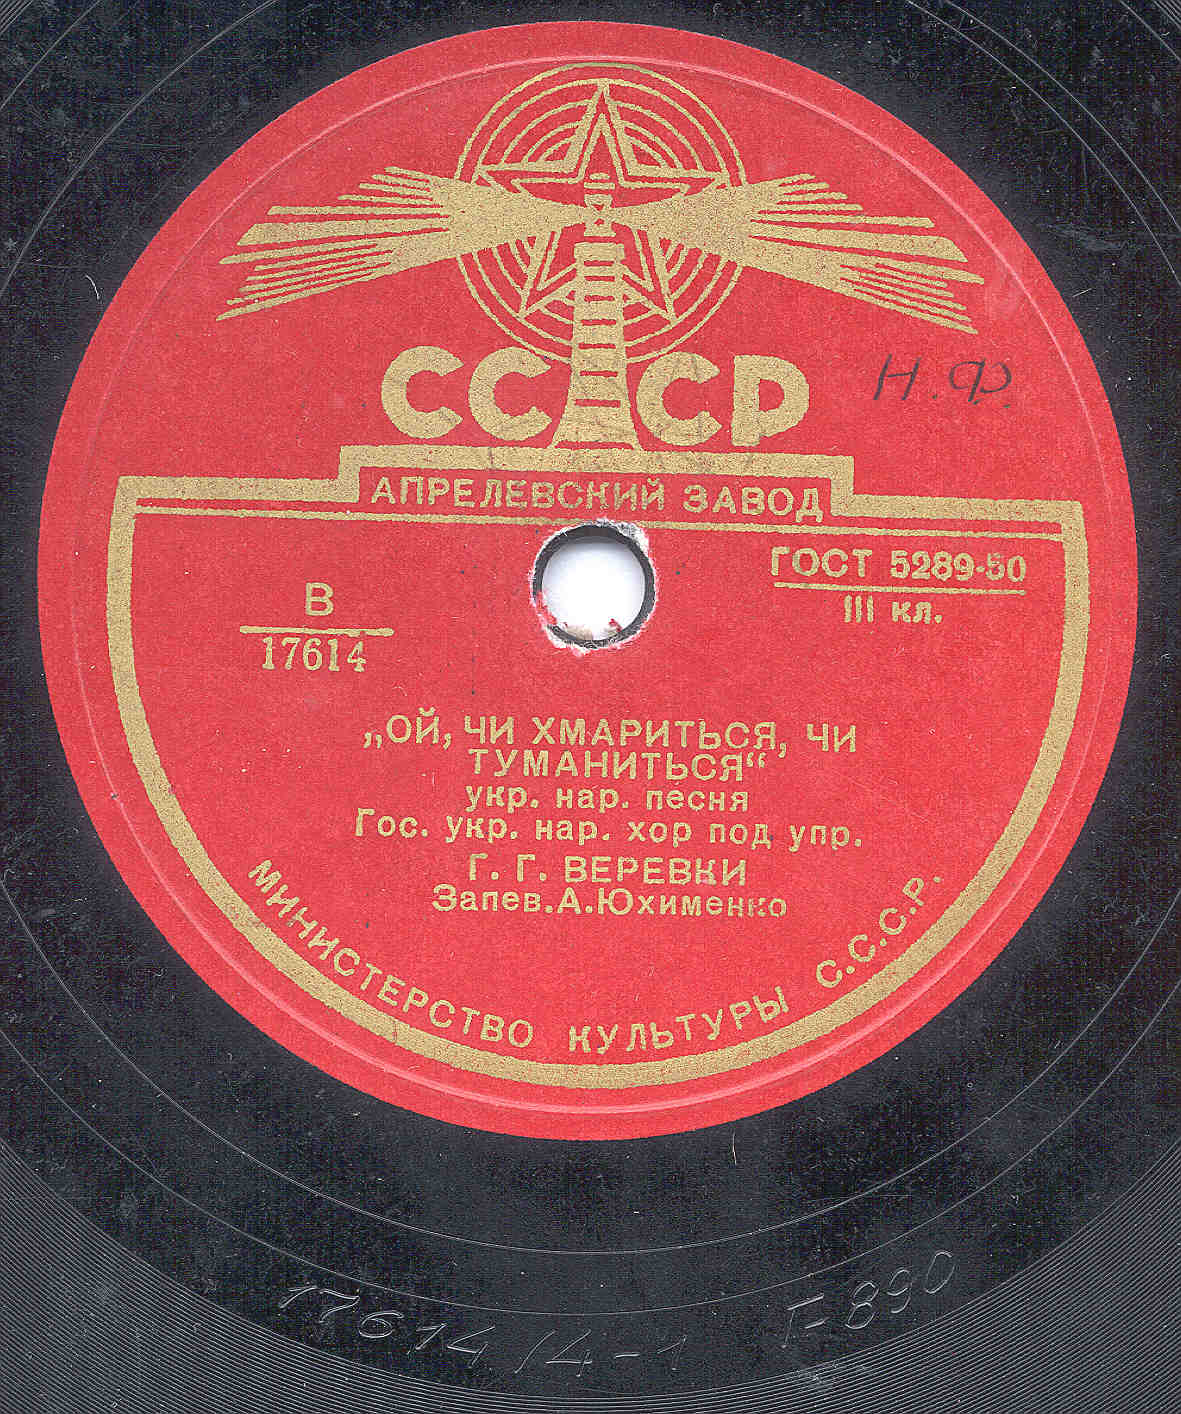 СССР
Н.Ф.
АПРЕЛЕВСКИЙ ЗАВОД
ГОСТ 5289-50
III кл.
В
17614
„ОЙ, ЧИ ХМАРИТЬСЯ, ЧИ
ТУМАНИТЬСЯ“
укр. нар. песня
Гос. укр. нар. хор под упр.
Г. Г. ВЕРЕВКИ
Запев.А.Юхименко
МИНИСТЕРСТВО КУЛЬТУРЫ С.С.С.Р.
17614/4-1 Г-890